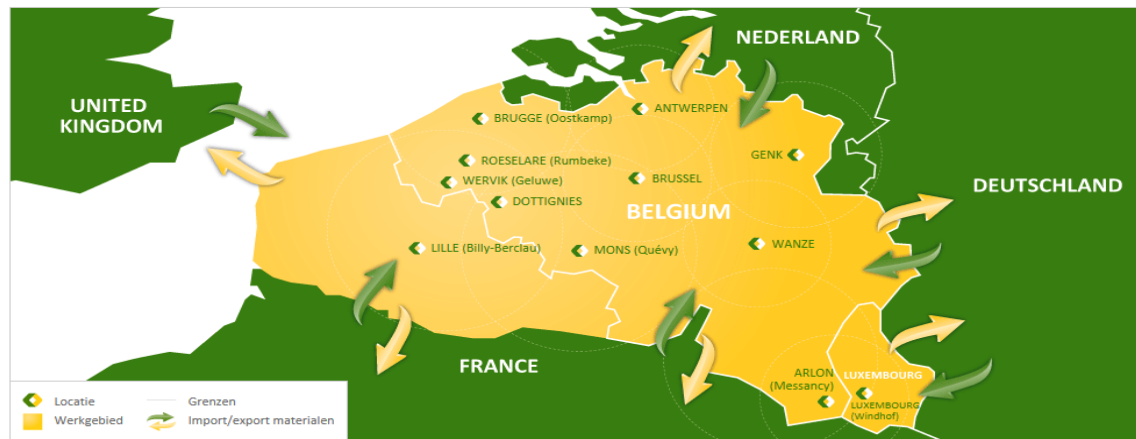 NEDERLAND
UNITED
KINGDOM
BRUGGE (Oostkamp)
ANTWERPEN
ROESELARE (Rumbeke)
GENK
WERVIK (Geluwe)
BRUSSEL
DEUTSCHLAND
DOTTIGNIES
BELGIUM
LILLE (Billy-Berclau)
MONS (Quévy)
WANZE
FRANCE
ARLON
(Messancy)
LUXEMBOURG
LUXEMBOURG
(Windhof)
Locatie
Grenzen
Werkgebied
Import/export materialen